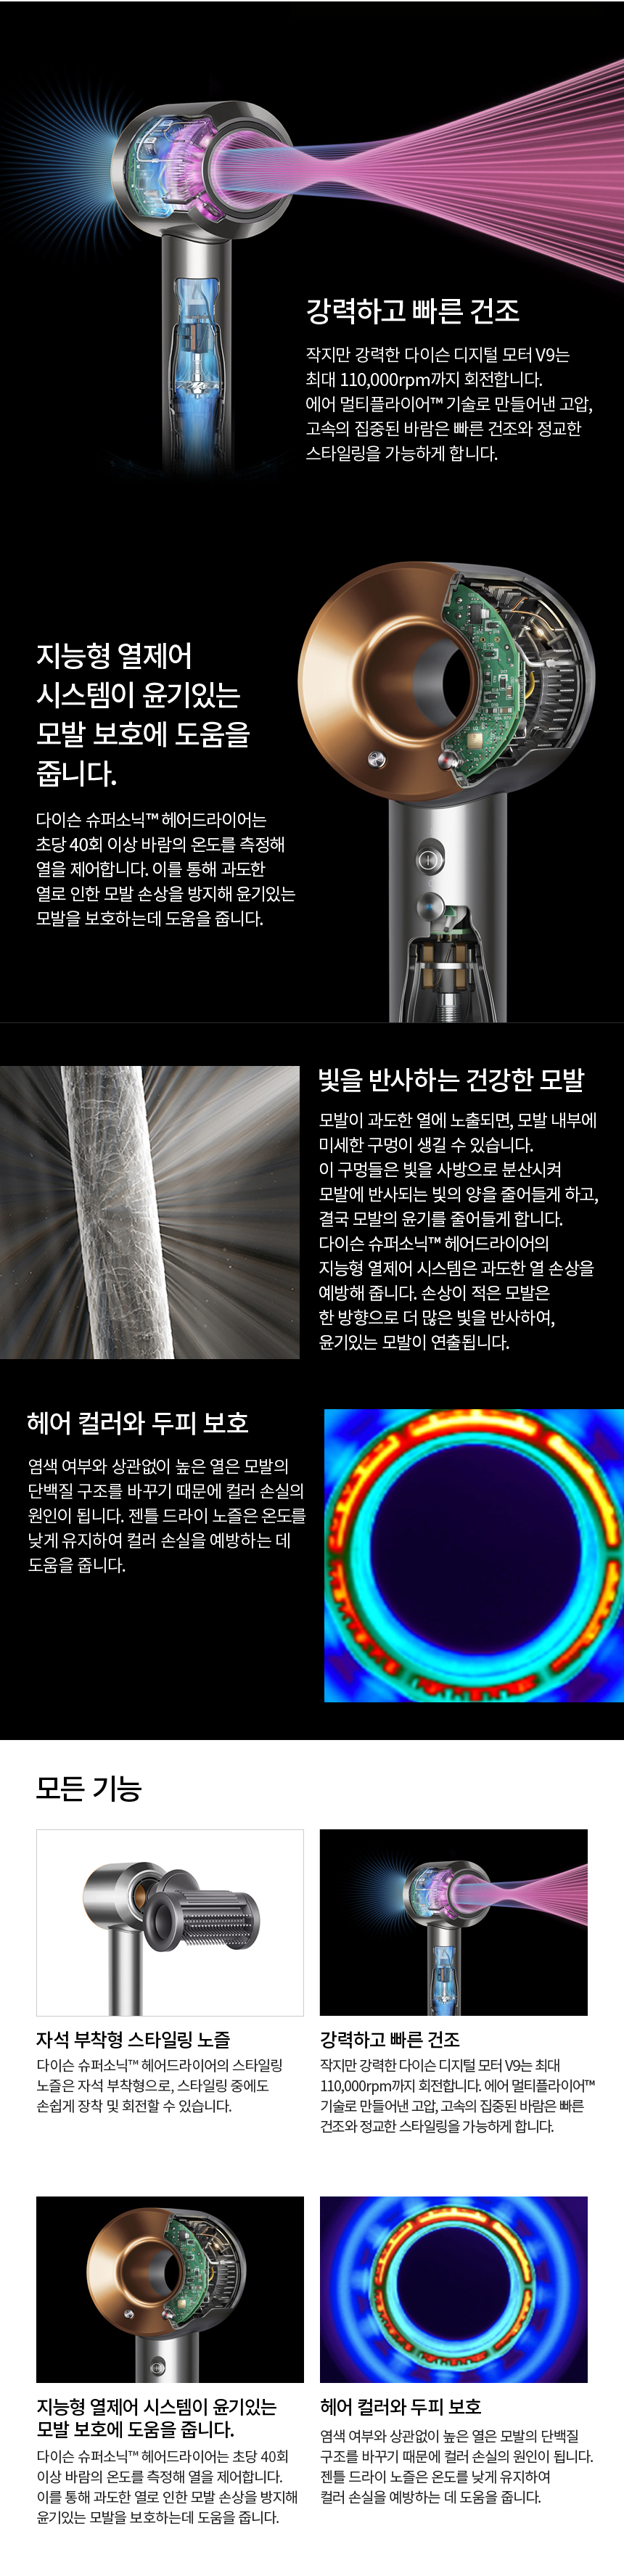 강력하고 빠른 건조
작지만 강력한 다이슨 디지털 모터 V9는
최대 110,000rpm까지 회전합니다.
에어 멀티플라이어™ 기술로 만들어낸 고압,
고속의 집중된 바람은 빠른 건조와 정교한
스타일링을 가능하게 합니다.
지능형 열제어
시스템이 윤기있는
모발 보호에 도움을
줍니다.
다이슨 슈퍼소닉™ 헤어드라이어는
초당 40회 이상 바람의 온도를 측정해
열을 제어합니다. 이를 통해 과도한
열로 인한 모발 손상을 방지해 윤기있는
모발을 보호하는데 도움을 줍니다.
빛을 반사하는 건강한 모발
모발이 과도한 열에 노출되면, 모발 내부에
미세한 구멍이 생길 수 있습니다.
이 구멍들은 빛을 사방으로 분산시켜
모발에 반사되는 빛의 양을 줄어들게 하고,
결국 모발의 윤기를 줄어들게 합니다.
다이슨 슈퍼소닉™ 헤어드라이어의
지능형 열제어 시스템은 과도한 열 손상을
예방해 줍니다. 손상이 적은 모발은
한 방향으로 더 많은 빛을 반사하여,
윤기있는 모발이 연출됩니다.
헤어 컬러와 두피 보호
염색 여부와 상관없이 높은 열은 모발의
단백질 구조를 바꾸기 때문에 컬러 손실의
원인이 됩니다. 젠틀 드라이 노즐은 온도를
낮게 유지하여 컬러 손실을 예방하는 데
도움을 줍니다.
모든 기능
자석 부착형 스타일링 노즐
다이슨 슈퍼소닉™ 헤어드라이어의 스타일링
노즐은 자석 부착형으로, 스타일링 중에도
손쉽게 장착 및 회전할 수 있습니다.
강력하고 빠른 건조
작지만 강력한 다이슨 디지털 모터 V9는 최대
110,000rpm까지 회전합니다. 에어 멀티플라이어™
기술로 만들어낸 고압, 고속의 집중된 바람은 빠른
건조와 정교한 스타일링을 가능하게 합니다.
지능형 열제어 시스템이 윤기있는
모발 보호에 도움을 줍니다.
다이슨 슈퍼소닉™ 헤어드라이어는 초당 40회
이상 바람의 온도를 측정해 열을 제어합니다.
이를 통해 과도한 열로 인한 모발 손상을 방지해
윤기있는 모발을 보호하는데 도움을 줍니다.
헤어 컬러와 두피 보호
염색 여부와 상관없이 높은 열은 모발의 단백질
구조를 바꾸기 때문에 컬러 손실의 원인이 됩니다.
젠틀 드라이 노즐은 온도를 낮게 유지하여
컬러 손실을 예방하는 데 도움을 줍니다.